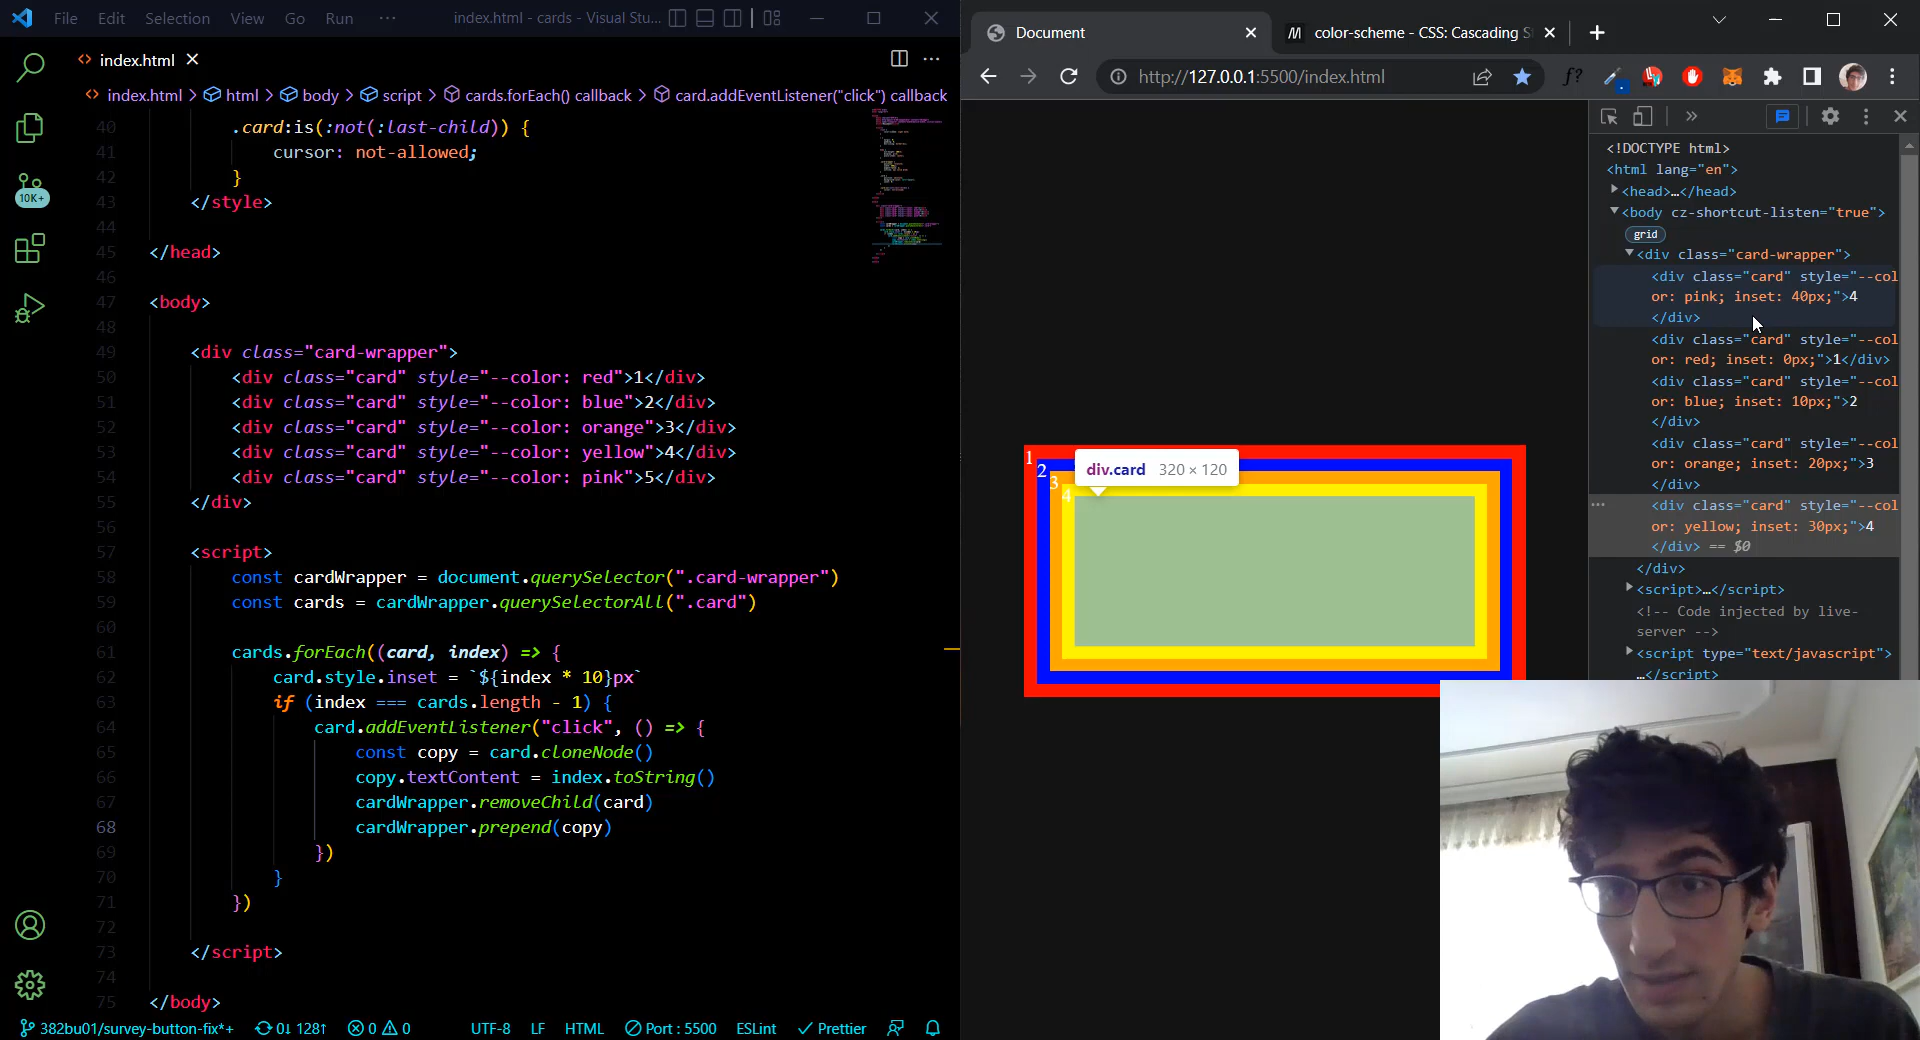 File Edit Selection View Go Run ··· index.html - cards - Visual Stu...
index.html
index.html > html > body > script > cards.forEach() callback > card.addEventListener("click") callback
40 .card:is(:not(:last-child)) {
41 cursor: not-allowed;
42 }
43 </style>
44
45 </head>
46
47 <body>
48
49 <div class="card-wrapper">
50 <div class="card" style="--color: red">1</div>
51 <div class="card" style="--color: blue">2</div>
52 <div class="card" style="--color: orange">3</div>
53 <div class="card" style="--color: yellow">4</div>
54 <div class="card" style="--color: pink">5</div>
55 </div>
56
57 <script>
58 const cardWrapper = document.querySelector(".card-wrapper")
59 const cards = cardWrapper.querySelectorAll(".card")
60
61 cards.forEach((card, index) => {
62 card.style.inset = `${index * 10}px`
63 if (index === cards.length - 1) {
64 card.addEventListener("click", () => {
65 const copy = card.cloneNode()
66 copy.textContent = index.toString()
67 cardWrapper.removeChild(card)
68 cardWrapper.prepend(copy)
69 })
70 }
71 })
72
73 </script>
74
75 </body>
10K+
382bu01/survey-button-fix*+ 0↓ 128↑ 0 0 UTF-8 LF HTML Port : 5500 ESLint Prettier
Document
color-scheme - CSS: Cascading S
http://127.0.0.1:5500/index.html
f?
1
2
3
4
div.card 320 × 120
<!DOCTYPE html>
<html lang="en">
<head>…</head>
<body cz-shortcut-listen="true">
grid
<div class="card-wrapper">
<div class="card" style="--col
or: pink; inset: 40px;">4
</div>
<div class="card" style="--col
or: red; inset: 0px;">1</div>
<div class="card" style="--col
or: blue; inset: 10px;">2
</div>
<div class="card" style="--col
or: orange; inset: 20px;">3
</div>
<div class="card" style="--col
or: yellow; inset: 30px;">4
</div> == $0
</div>
<script>…</script>
<!-- Code injected by live-
server -->
<script type="text/javascript">
…</script>